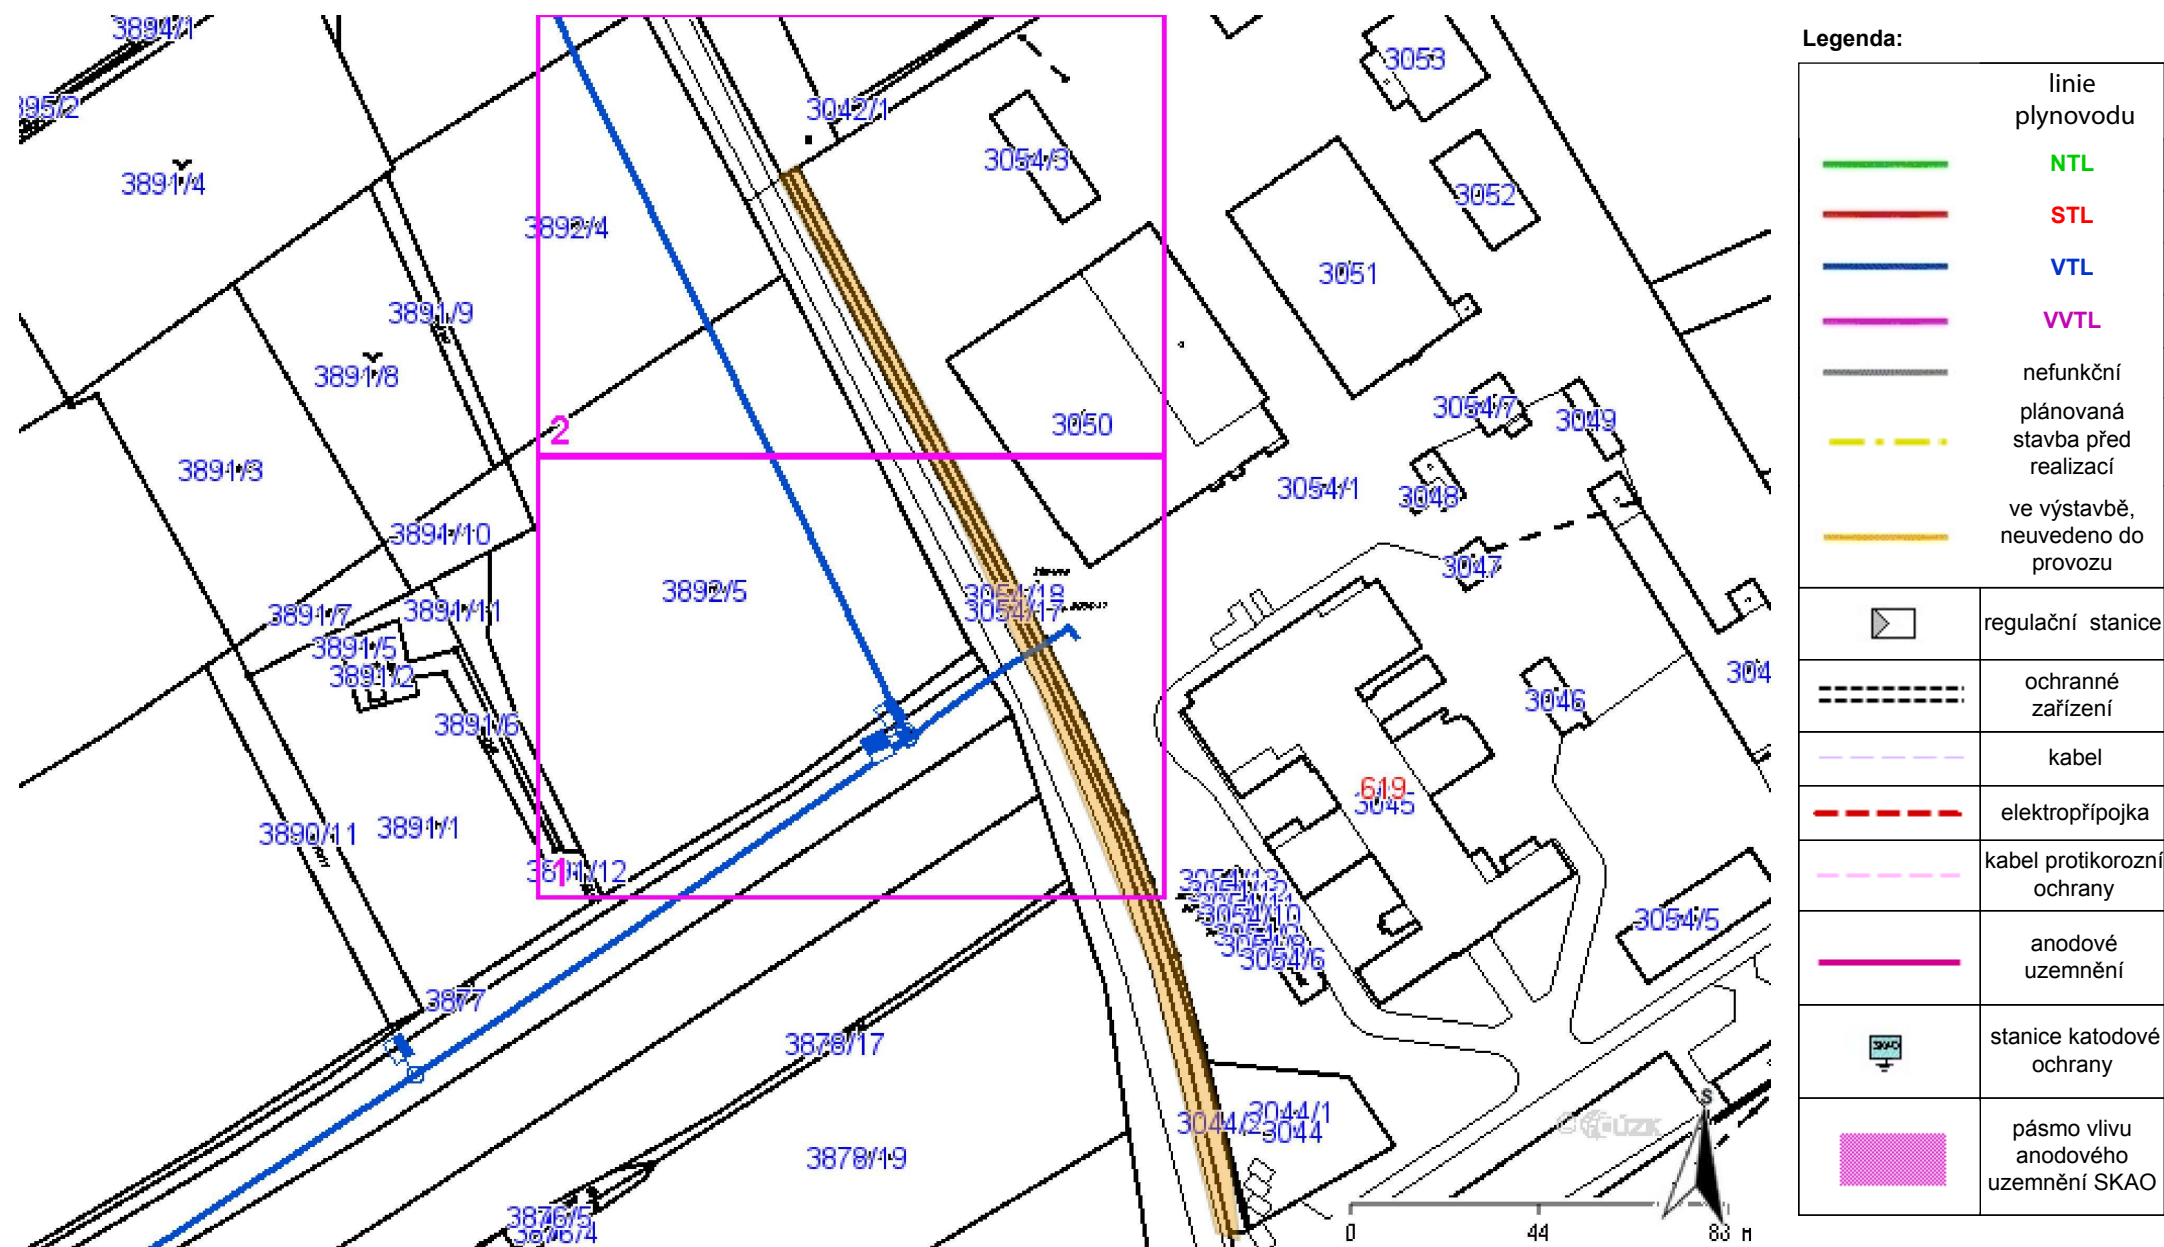 3894/1
3053
3042/1
3054/3
3891/4
3052
3892/4
3051
3891/9
3891/8
3054/7
3049
3050
2
3891/3
3054/1
3048
3891/10
3047
3892/5
3054/18
3054/17
3891/7
3891/11
3891/5
3891/2
3046
3891/6
619
3045
3890/11
3891/1
3891/12
1
3054/13
3054/10
3054/8
3054/6
3054/5
3877
3878/17
3044/1
3044/2
3044
3878/19
3876/5
3876/4
S
0 44 88 M
Legenda:
linie
plynovodu
NTL
STL
VTL
VVTL
nefunkční
plánovaná
stavba před
realizací
ve výstavbě,
neuvedeno do
provozu
regulační stanice
ochranné
zařízení
kabel
elektropřípojka
kabel protikorozní
ochrany
anodové
uzemnění
SKAO
stanice katodové
ochrany
pásmo vlivu
anodového
uzemnění SKAO